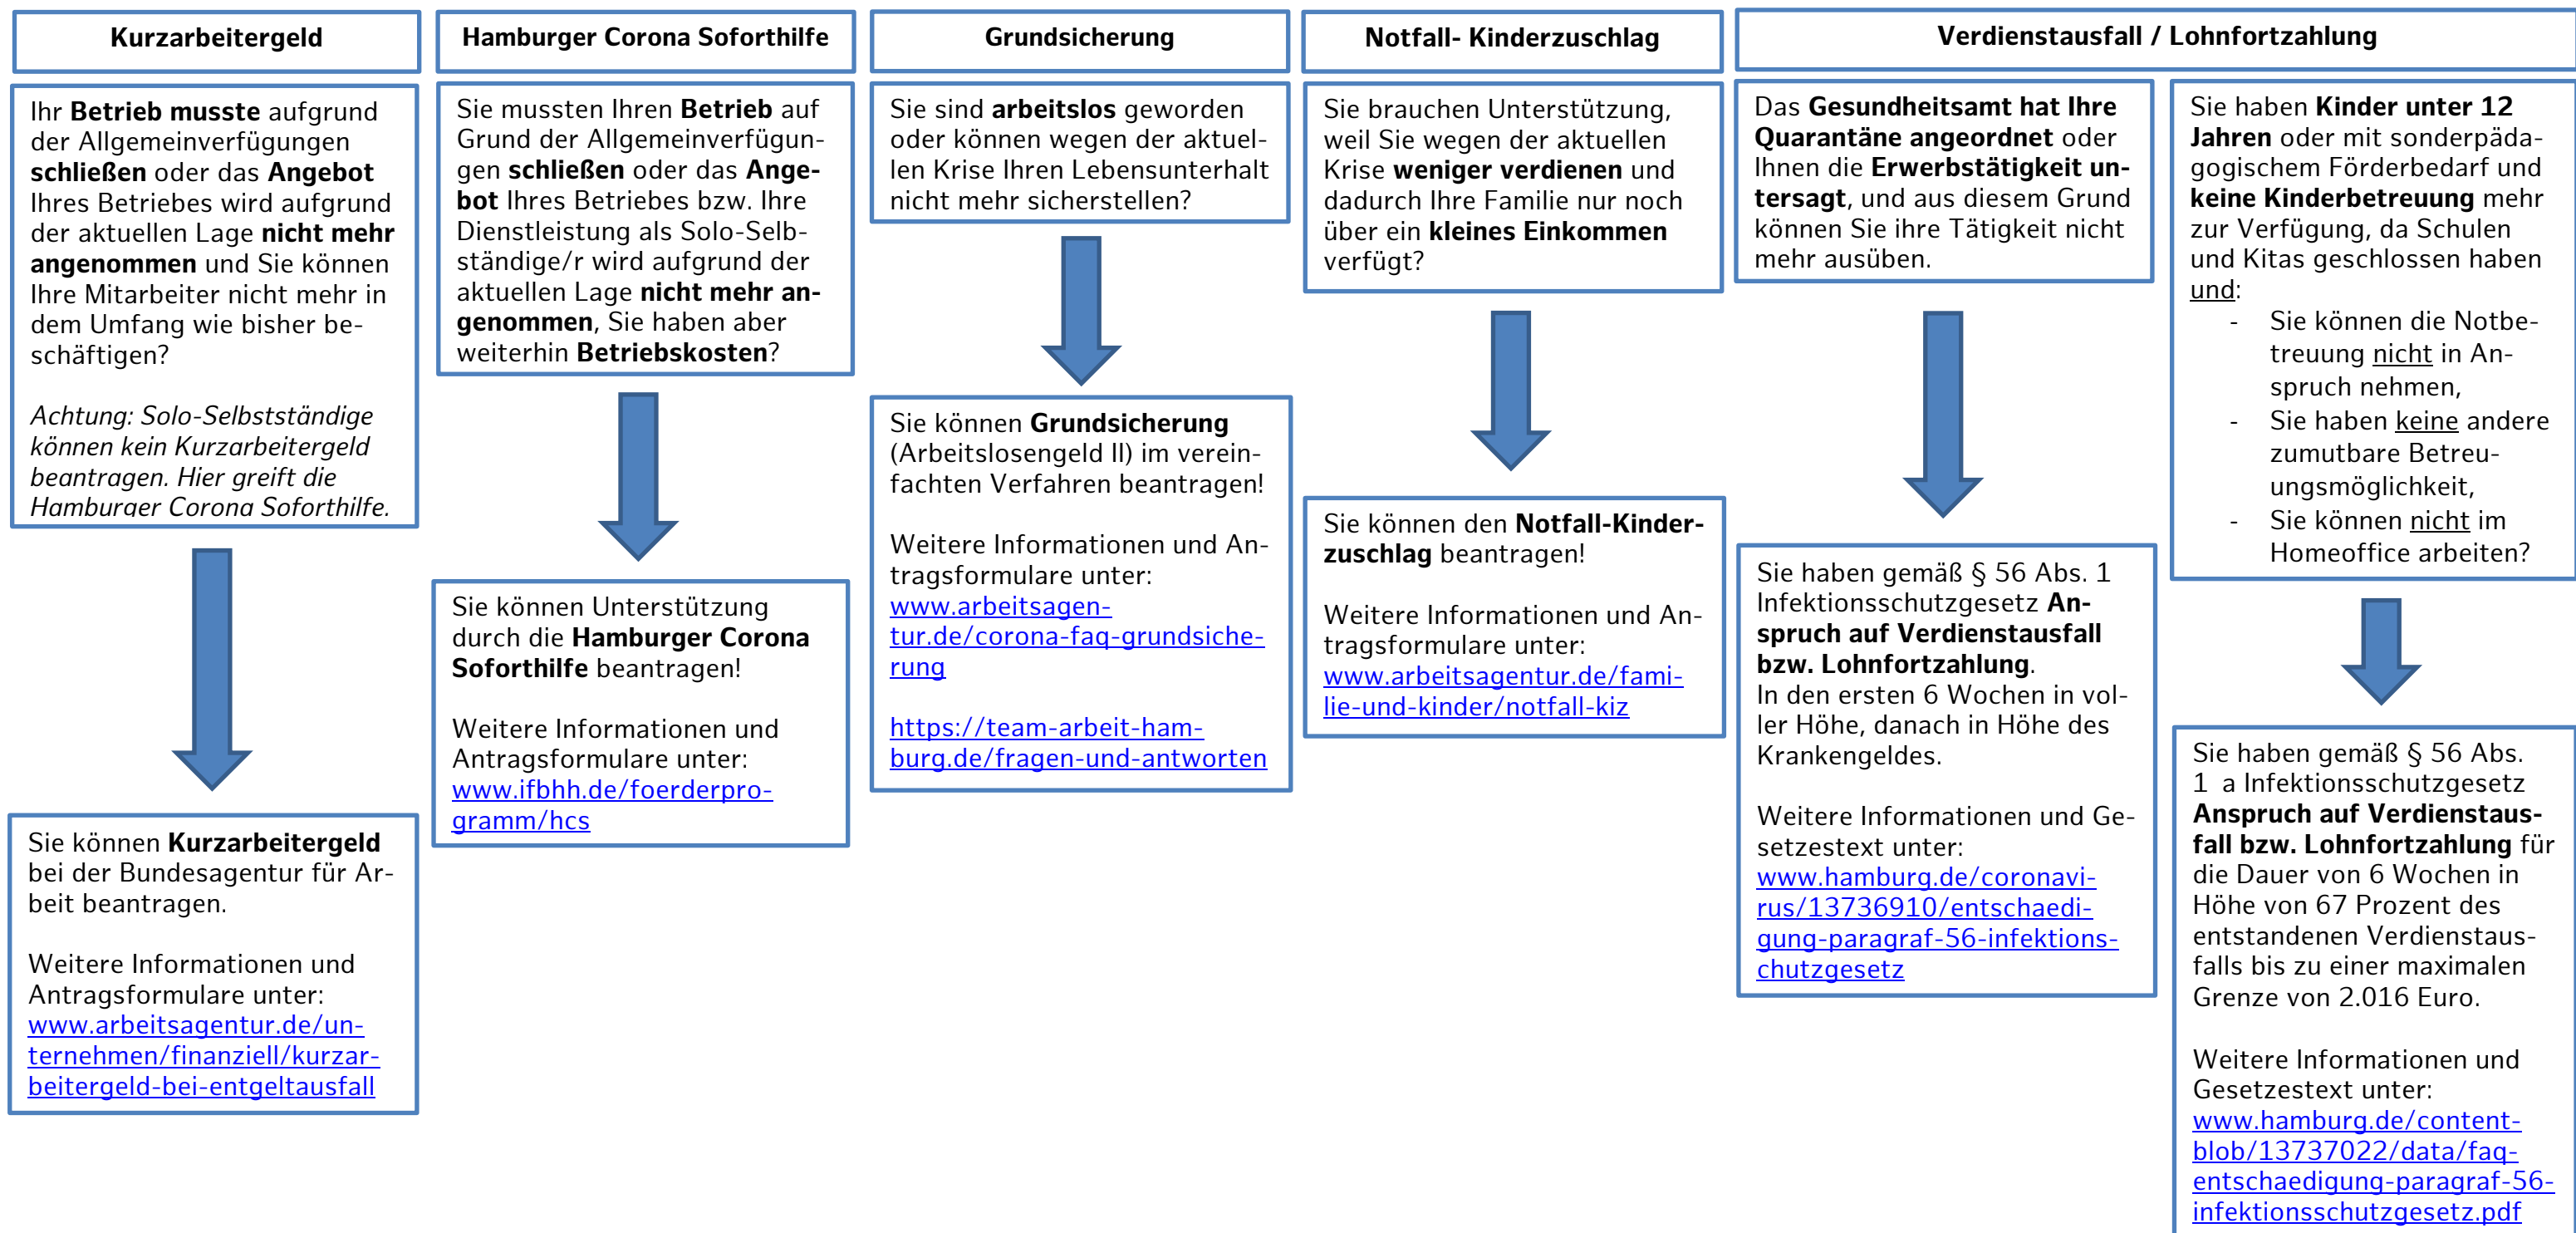 Kurzarbeitergeld
Ihr Betrieb musste aufgrund
der Allgemeinverfügungen
schließen oder das Angebot
Ihres Betriebes wird aufgrund
der aktuellen Lage nicht mehr
angenommen und Sie können
Ihre Mitarbeiter nicht mehr in
dem Umfang wie bisher be-
schäftigen?
Achtung: Solo-Selbstständige
können kein Kurzarbeitergeld
beantragen. Hier greift die
Hamburger Corona Soforthilfe.
Sie können Kurzarbeitergeld
bei der Bundesagentur für Ar-
beit beantragen.
Weitere Informationen und
Antragsformulare unter:
www.arbeitsagentur.de/un-
ternehmen/finanziell/kurzar-
beitergeld-bei-entgeltausfall
Hamburger Corona Soforthilfe
Sie mussten Ihren Betrieb auf
Grund der Allgemeinverfügun-
gen schließen oder das Ange-
bot Ihres Betriebes bzw. Ihre
Dienstleistung als Solo-Selb-
ständige/r wird aufgrund der
aktuellen Lage nicht mehr an-
genommen, Sie haben aber
weiterhin Betriebskosten?
Sie können Unterstützung
durch die Hamburger Corona
Soforthilfe beantragen!
Weitere Informationen und
Antragsformulare unter:
www.ifbhh.de/foerderpro-
gramm/hcs
Grundsicherung
Sie sind arbeitslos geworden
oder können wegen der aktuel-
len Krise Ihren Lebensunterhalt
nicht mehr sicherstellen?
Sie können Grundsicherung
(Arbeitslosengeld II) im verein-
fachten Verfahren beantragen!
Weitere Informationen und An-
tragsformulare unter:
www.arbeitsagen-
tur.de/corona-faq-grundsiche-
rung
https://team-arbeit-ham-
burg.de/fragen-und-antworten
Notfall- Kinderzuschlag
Sie brauchen Unterstützung,
weil Sie wegen der aktuellen
Krise weniger verdienen und
dadurch Ihre Familie nur noch
über ein kleines Einkommen
verfügt?
Sie können den Notfall-Kinder-
zuschlag beantragen!
Weitere Informationen und An-
tragsformulare unter:
www.arbeitsagentur.de/fami-
lie-und-kinder/notfall-kiz
Verdienstausfall / Lohnfortzahlung
Das Gesundheitsamt hat Ihre
Quarantäne angeordnet oder
Ihnen die Erwerbstätigkeit un-
tersagt, und aus diesem Grund
können Sie ihre Tätigkeit nicht
mehr ausüben.
Sie haben gemäß § 56 Abs. 1
Infektionsschutzgesetz An-
spruch auf Verdienstausfall
bzw. Lohnfortzahlung.
In den ersten 6 Wochen in vol-
ler Höhe, danach in Höhe des
Krankengeldes.
Weitere Informationen und Ge-
setzestext unter:
www.hamburg.de/coronavi-
rus/13736910/entschaedi-
gung-paragraf-56-infektions-
chutzgesetz
Sie haben Kinder unter 12
Jahren oder mit sonderpäda-
gogischem Förderbedarf und
keine Kinderbetreuung mehr
zur Verfügung, da Schulen
und Kitas geschlossen haben
und:
- Sie können die Notbe-
treuung nicht in An-
spruch nehmen,
- Sie haben keine andere
zumutbare Betreu-
ungsmöglichkeit,
- Sie können nicht im
Homeoffice arbeiten?
Sie haben gemäß § 56 Abs.
1 a Infektionsschutzgesetz
Anspruch auf Verdienstaus-
fall bzw. Lohnfortzahlung für
die Dauer von 6 Wochen in
Höhe von 67 Prozent des
entstandenen Verdienstaus-
falls bis zu einer maximalen
Grenze von 2.016 Euro.
Weitere Informationen und
Gesetzestext unter:
www.hamburg.de/content-
blob/13737022/data/faq-
entschaedigung-paragraf-56-
infektionsschutzgesetz.pdf